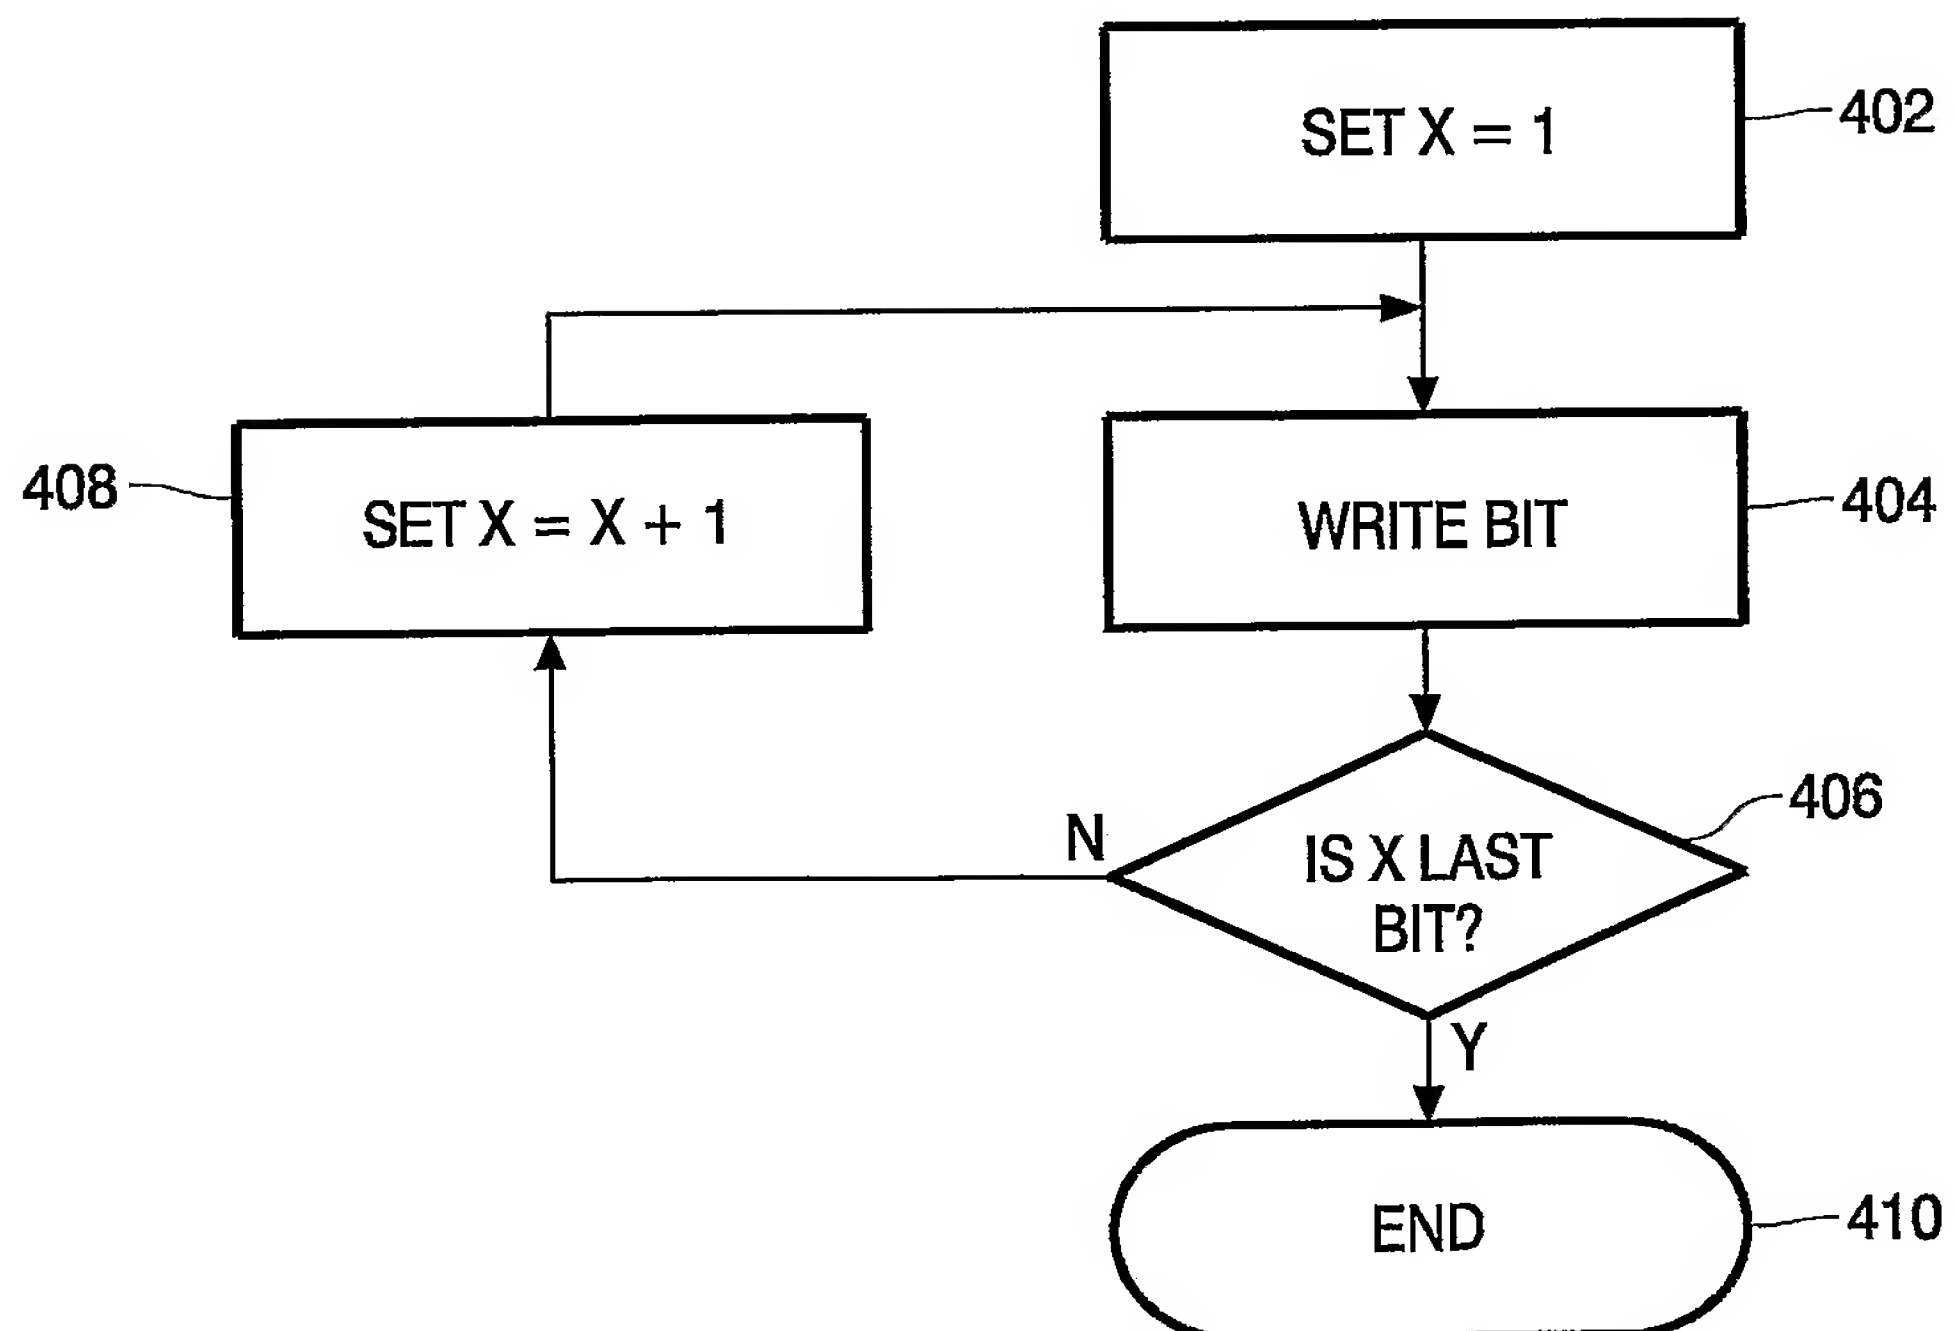 SET X = 1
402
408
SET X = X + 1
WRITE BIT
404
N
IS X LAST
BIT?
406
Y
END
410